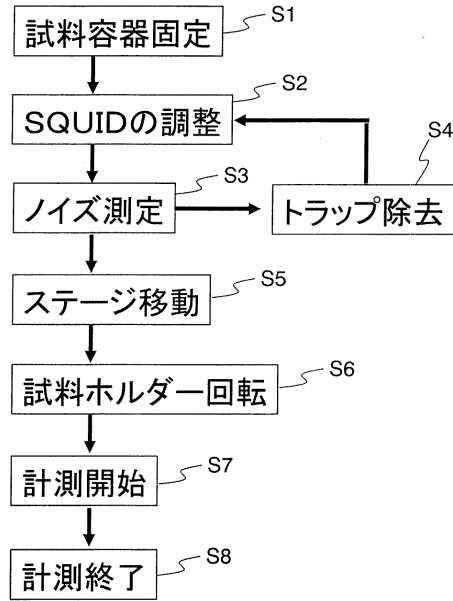 試料容器固定
S1
SQUIDの調整
S2
ノイズ測定
S3
トラップ除去
S4
ステージ移動
S5
試料ホルダー回転
S6
計測開始
S7
計測終了
S8